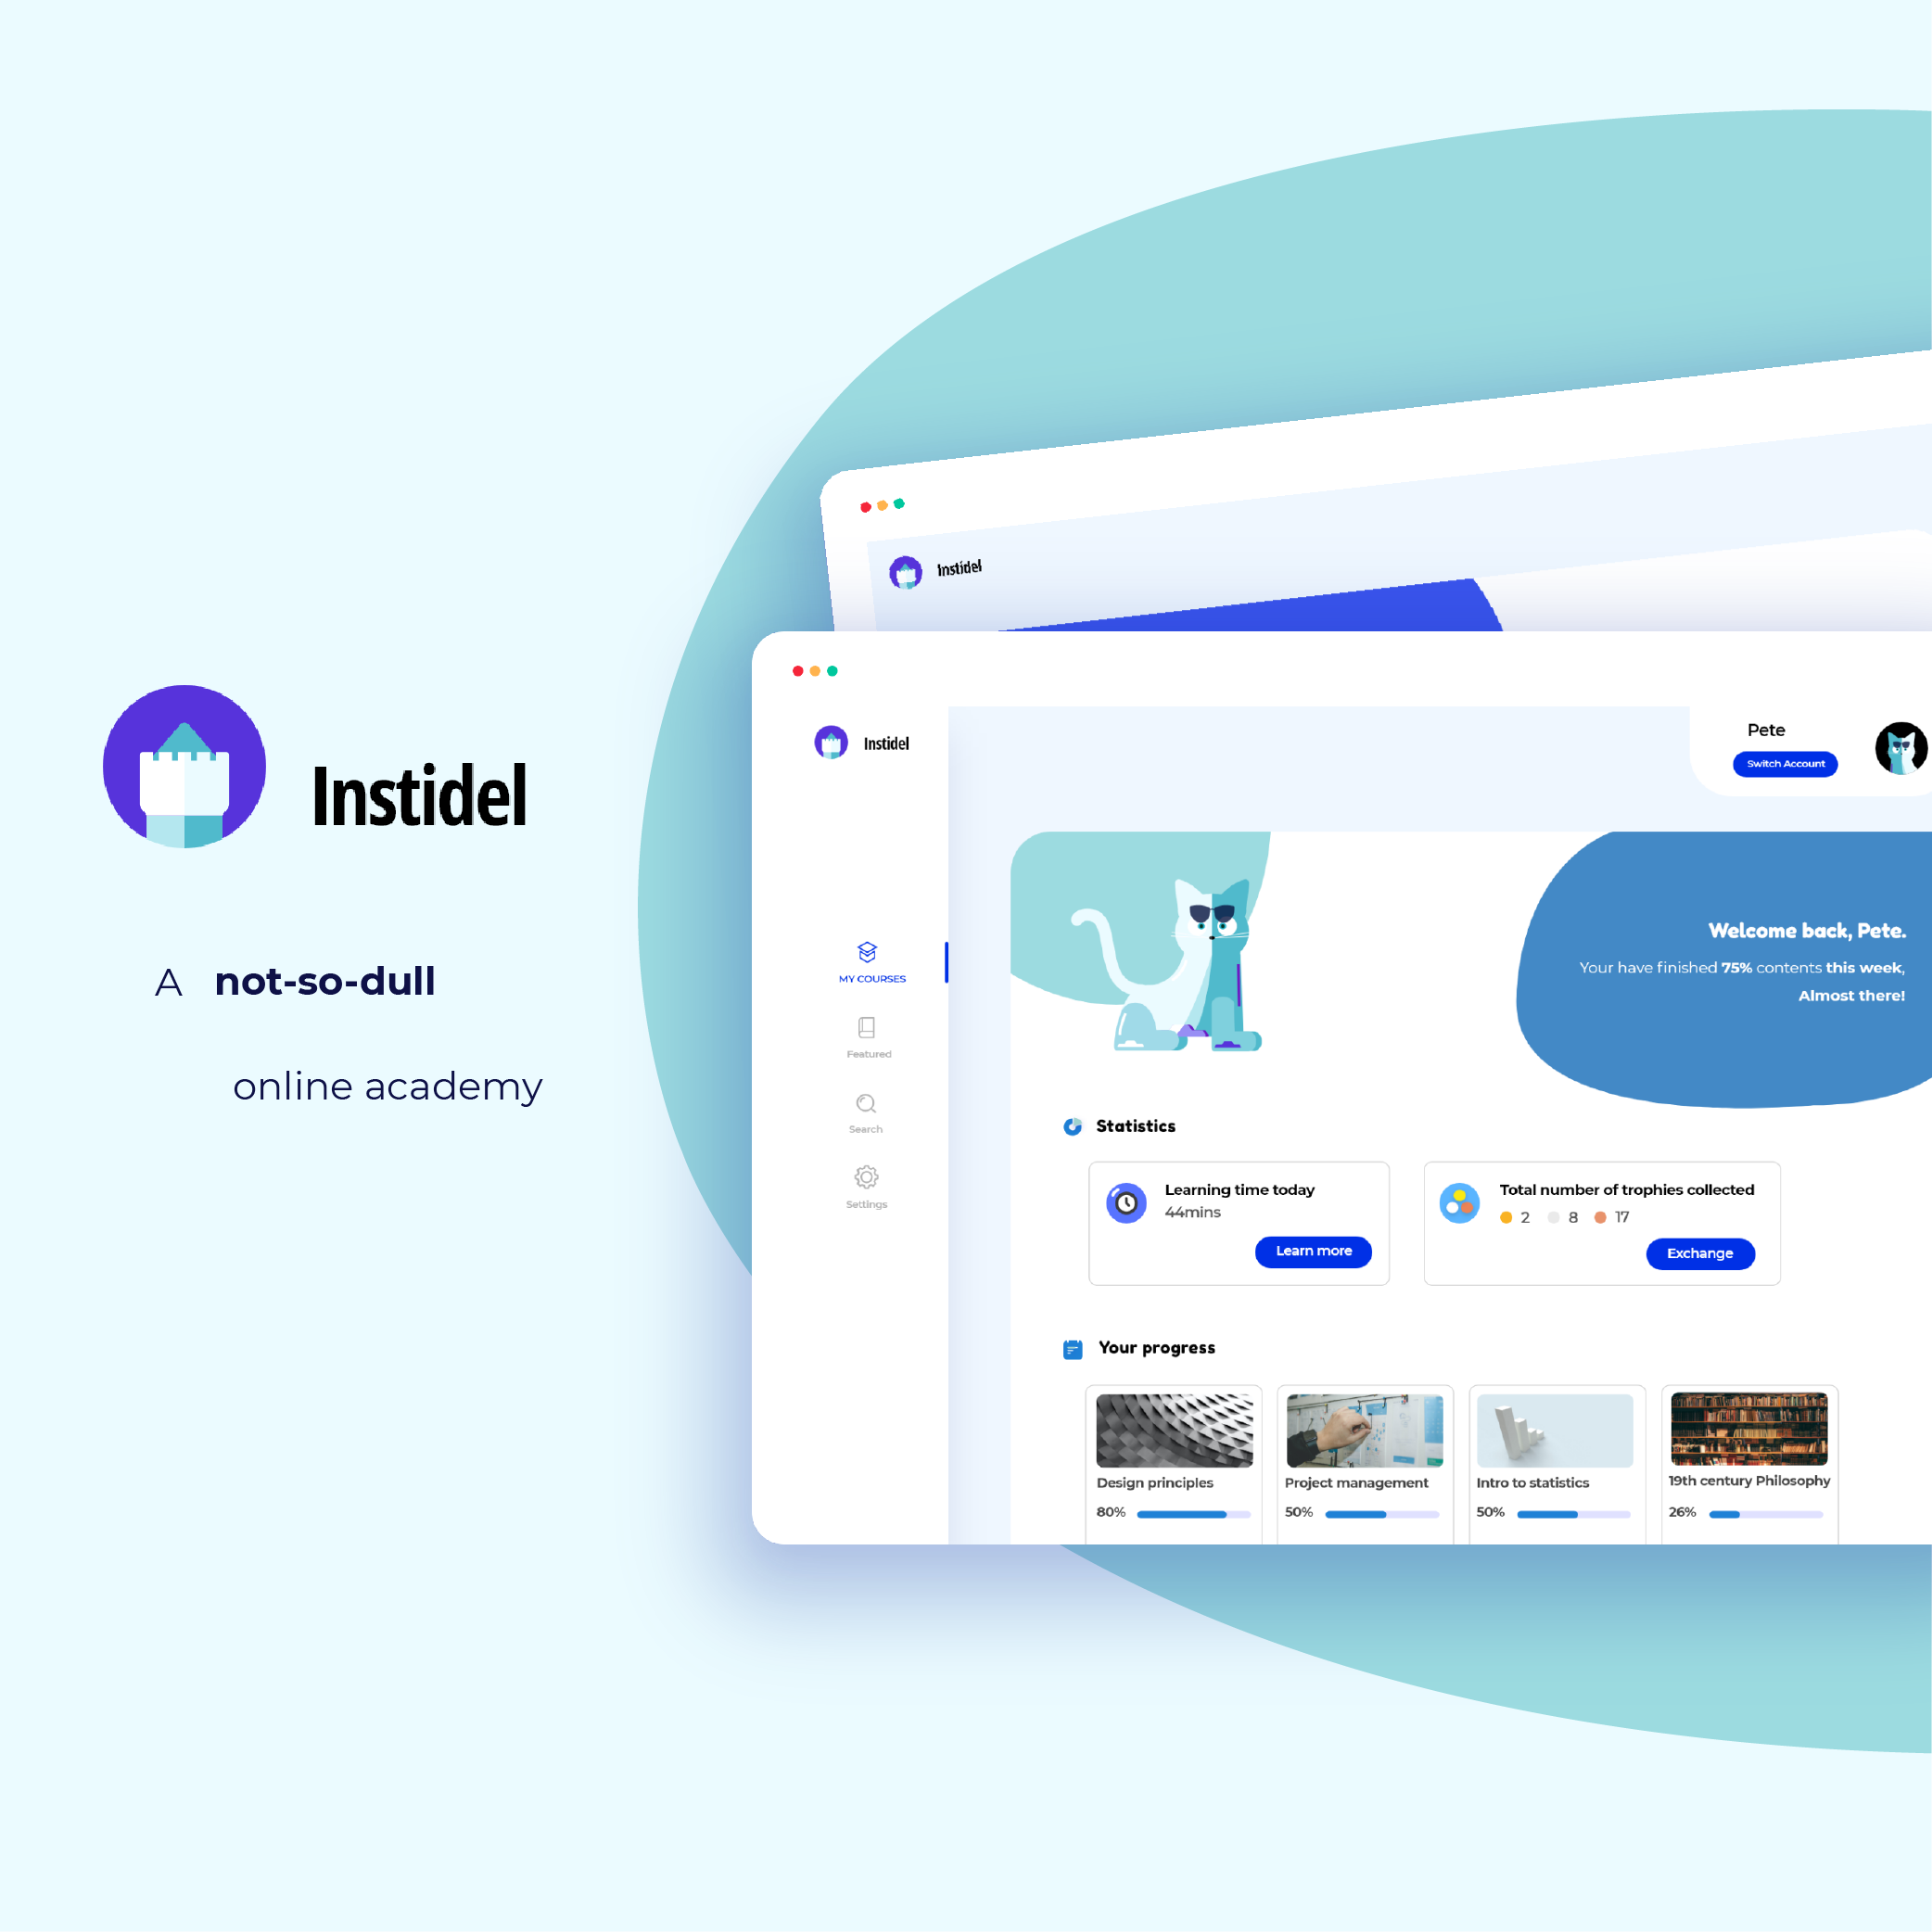 Instidel
A not-so-dull
online academy
Instidel
Instidel
Pete
Switch Account
MY COURSES
Featured
Search
Settings
Welcome back, Pete.
Your have finished 75% contents this week,
Almost there!
Statistics
Learning time today
44mins
Learn more
Total number of trophies collected
2 8 17
Exchange
Your progress
Design principles
80%
Project management
50%
Intro to statistics
50%
19th century Philosophy
26%